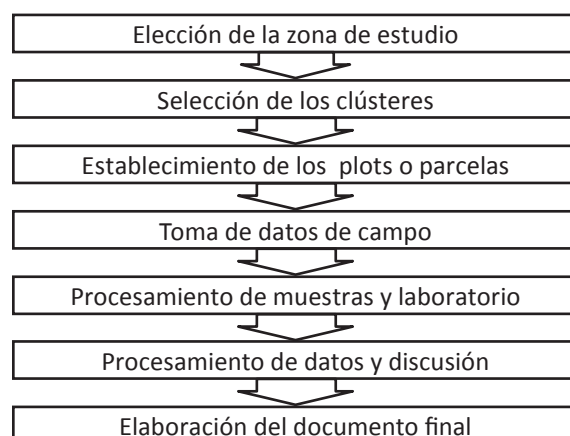 Elección de la zona de estudio
Selección de los clústeres
Establecimiento de los plots o parcelas
Toma de datos de campo
Procesamiento de muestras y laboratorio
Procesamiento de datos y discusión
Elaboración del documento final